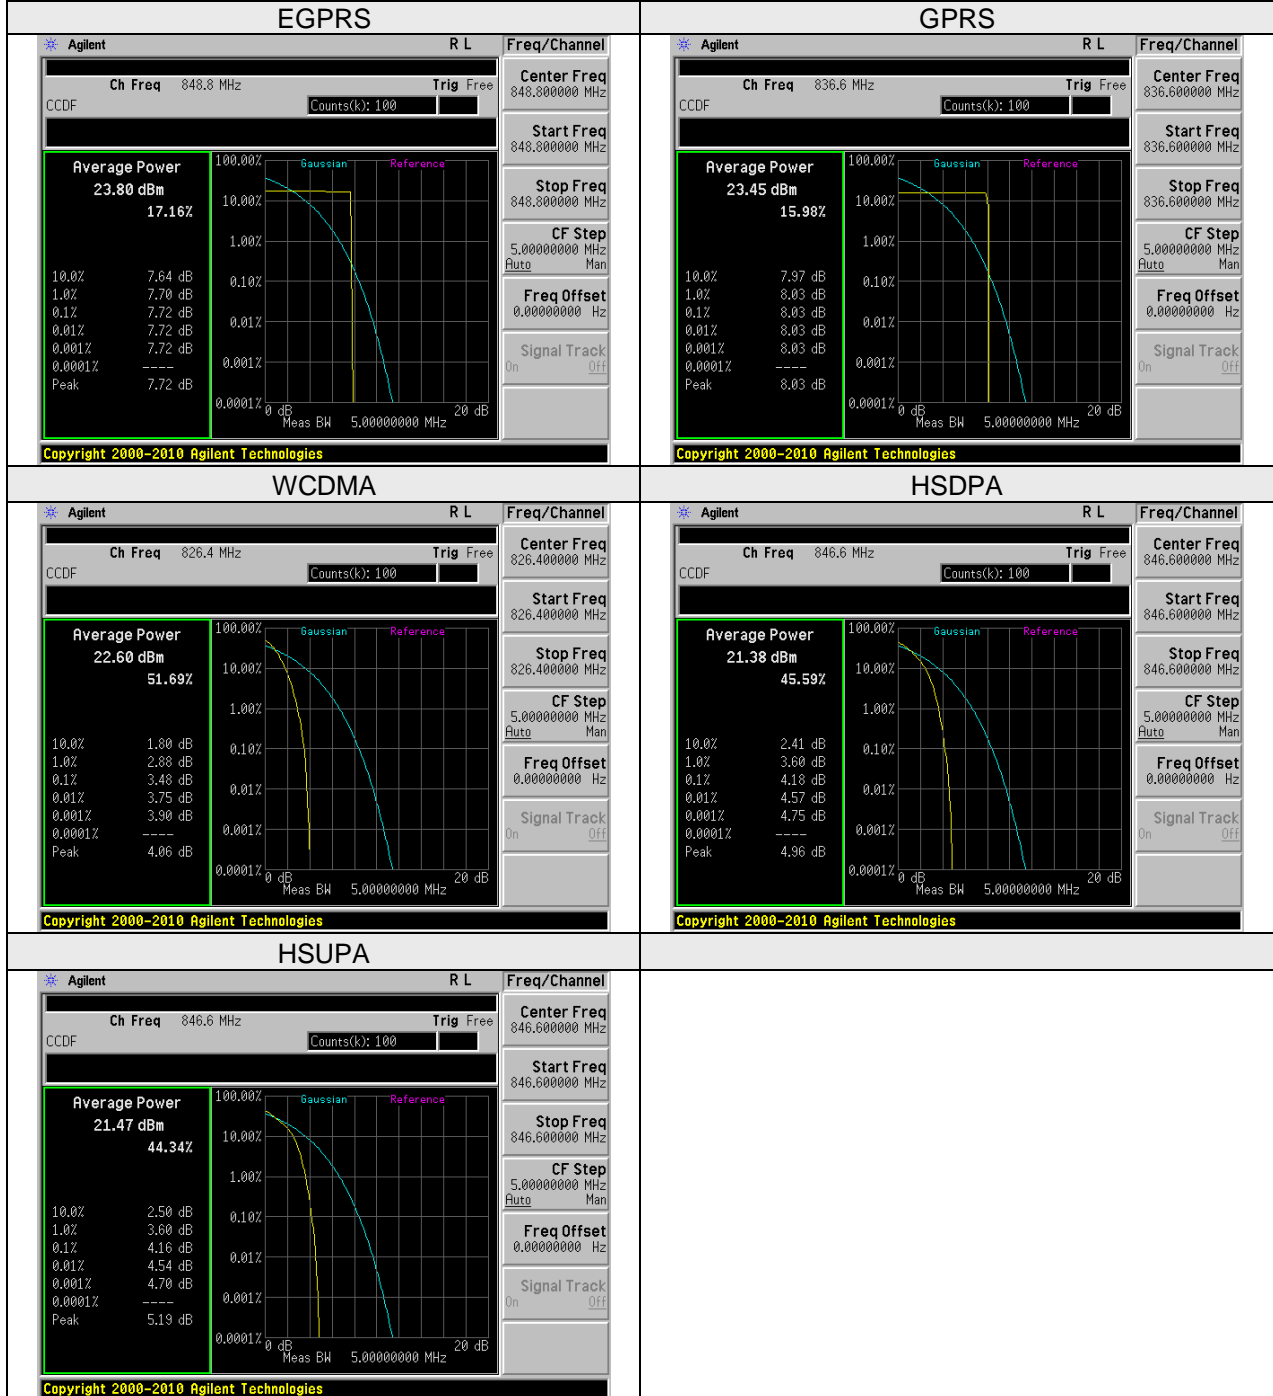 EGPRS
Agilent R L Freq/Channel
Ch Freq 848.8 MHz Trig Free
CCDF Counts(k): 100
Center Freq
848.800000 MHz
Start Freq
848.800000 MHz
Stop Freq
848.800000 MHz
CF Step
5.00000000 MHz
Auto Man
Freq Offset
0.00000000 Hz
Signal Track
On Off
Average Power
23.80 dBm
17.16%
10.0% 7.64 dB
1.0% 7.70 dB
0.1% 7.72 dB
0.01% 7.72 dB
0.001% 7.72 dB
0.0001% ----
Peak 7.72 dB
Gaussian Reference
100.00%
10.00%
1.00%
0.10%
0.01%
0.001%
0.0001%
0 dB 20 dB
Meas BW 5.00000000 MHz
Copyright 2000-2010 Agilent Technologies
GPRS
Agilent R L Freq/Channel
Ch Freq 836.6 MHz Trig Free
CCDF Counts(k): 100
Center Freq
836.600000 MHz
Start Freq
836.600000 MHz
Stop Freq
836.600000 MHz
CF Step
5.00000000 MHz
Auto Man
Freq Offset
0.00000000 Hz
Signal Track
On Off
Average Power
23.45 dBm
15.98%
10.0% 7.97 dB
1.0% 8.03 dB
0.1% 8.03 dB
0.01% 8.03 dB
0.001% 8.03 dB
0.0001% ----
Peak 8.03 dB
Gaussian Reference
100.00%
10.00%
1.00%
0.10%
0.01%
0.001%
0.0001%
0 dB 20 dB
Meas BW 5.00000000 MHz
Copyright 2000-2010 Agilent Technologies
WCDMA
Agilent R L Freq/Channel
Ch Freq 826.4 MHz Trig Free
CCDF Counts(k): 100
Center Freq
826.400000 MHz
Start Freq
826.400000 MHz
Stop Freq
826.400000 MHz
CF Step
5.00000000 MHz
Auto Man
Freq Offset
0.00000000 Hz
Signal Track
On Off
Average Power
22.60 dBm
51.69%
10.0% 1.80 dB
1.0% 2.88 dB
0.1% 3.48 dB
0.01% 3.75 dB
0.001% 3.90 dB
0.0001% ----
Peak 4.06 dB
Gaussian Reference
100.00%
10.00%
1.00%
0.10%
0.01%
0.001%
0.0001%
0 dB 20 dB
Meas BW 5.00000000 MHz
Copyright 2000-2010 Agilent Technologies
HSDPA
Agilent R L Freq/Channel
Ch Freq 846.6 MHz Trig Free
CCDF Counts(k): 100
Center Freq
846.600000 MHz
Start Freq
846.600000 MHz
Stop Freq
846.600000 MHz
CF Step
5.00000000 MHz
Auto Man
Freq Offset
0.00000000 Hz
Signal Track
On Off
Average Power
21.38 dBm
45.59%
10.0% 2.41 dB
1.0% 3.60 dB
0.1% 4.18 dB
0.01% 4.57 dB
0.001% 4.75 dB
0.0001% ----
Peak 4.96 dB
Gaussian Reference
100.00%
10.00%
1.00%
0.10%
0.01%
0.001%
0.0001%
0 dB 20 dB
Meas BW 5.00000000 MHz
Copyright 2000-2010 Agilent Technologies
HSUPA
Agilent R L Freq/Channel
Ch Freq 846.6 MHz Trig Free
CCDF Counts(k): 100
Center Freq
846.600000 MHz
Start Freq
846.600000 MHz
Stop Freq
846.600000 MHz
CF Step
5.00000000 MHz
Auto Man
Freq Offset
0.00000000 Hz
Signal Track
On Off
Average Power
21.47 dBm
44.34%
10.0% 2.50 dB
1.0% 3.60 dB
0.1% 4.16 dB
0.01% 4.54 dB
0.001% 4.70 dB
0.0001% ----
Peak 5.19 dB
Gaussian Reference
100.00%
10.00%
1.00%
0.10%
0.01%
0.001%
0.0001%
0 dB 20 dB
Meas BW 5.00000000 MHz
Copyright 2000-2010 Agilent Technologies